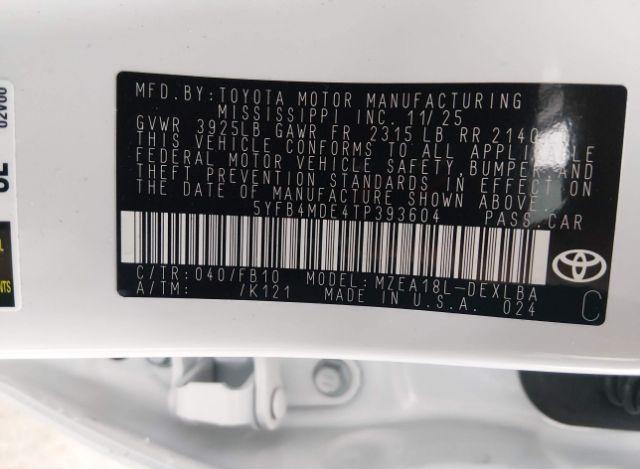 MFD.BY:TOYOTA MOTOR MANUFACTURING
MISSISSIPPI INC. 11/25
GVWR 3925LB GAWR FR 2315LB RR 2140
THIS VEHICLE CONFORMS TO ALL APPLICABLE
FEDERAL MOTOR VEHICLE SAFETY, BUMPER, AND
THEFT PREVENTION STANDARDS IN EFFECT ON
THE DATE OF MANUFACTURE SHOWN ABOVE.
5YFB4MDE4TP393604 PASS.CAR
C/TR: 040/FB10 MODEL: MZEA18L-DEXLBA
A/TM: /K121 MADE IN U.S.A. 024
C
TOYOTA